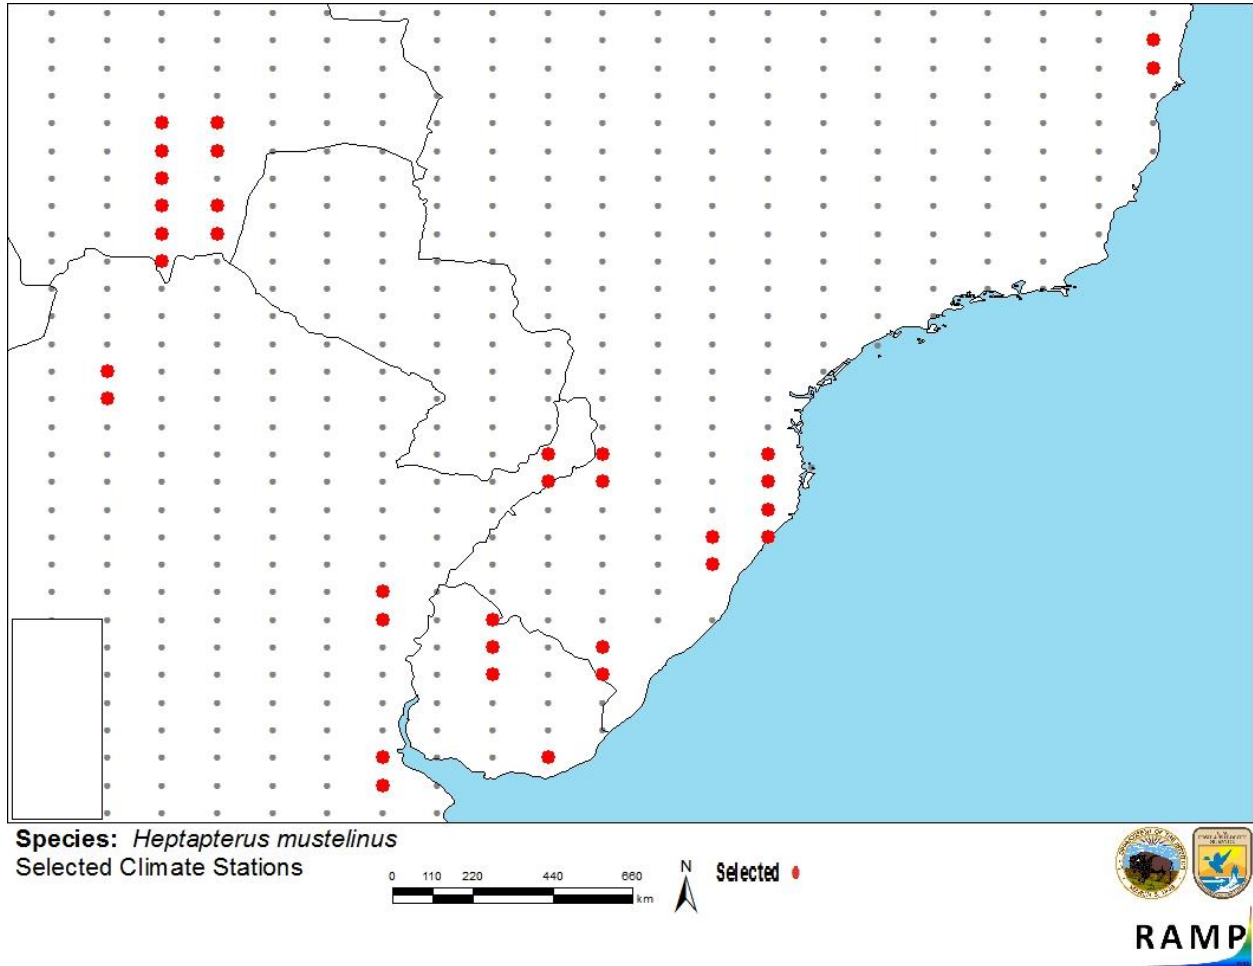 Species: Heptapterus mustelinus
Selected Climate Stations
0 110 220 440 660
km
N
Selected
RAMP